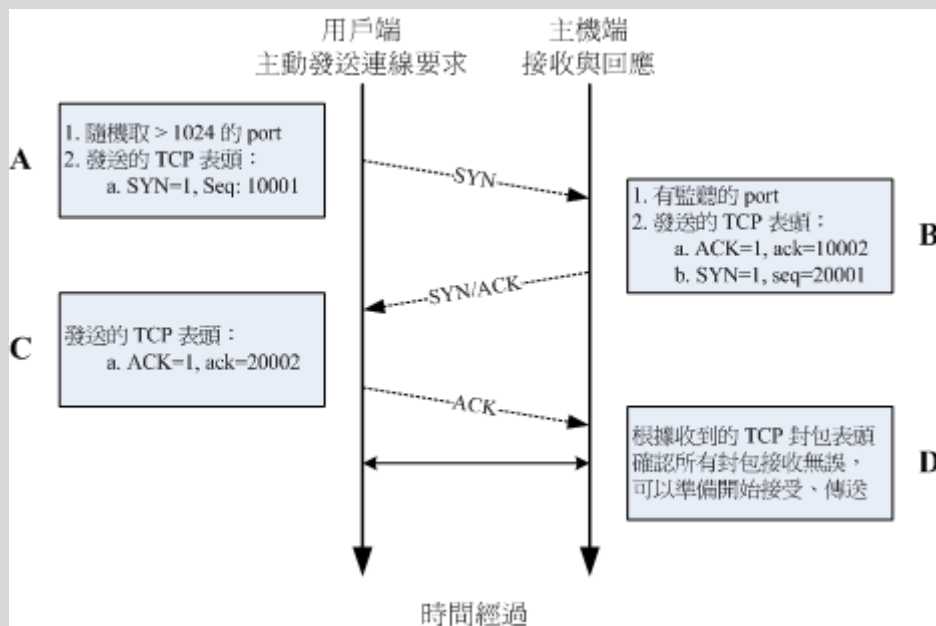 用戶端
主動發送連線要求
主機端
接收與回應
A
1. 隨機取 > 1024 的 port
2. 發送的 TCP 表頭：
a. SYN=1, Seq: 10001
SYN
1. 有監聽的 port
2. 發送的 TCP 表頭：
a. ACK=1, ack=10002
b. SYN=1, seq=20001
B
SYN/ACK
C
發送的 TCP 表頭：
a. ACK=1, ack=20002
ACK
根據收到的 TCP 封包表頭
確認所有封包接收無誤，
可以準備開始接受、傳送
D
時間經過